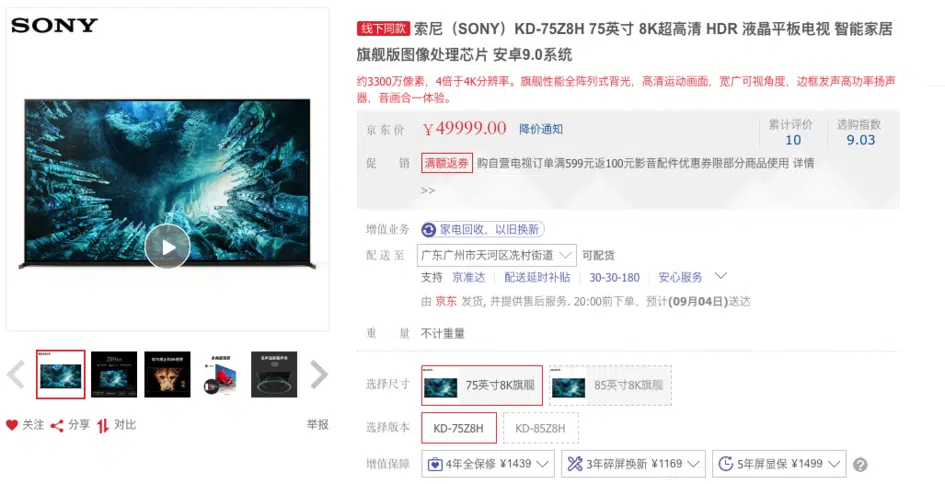 SONY
线下同款 索尼（SONY）KD-75Z8H 75英寸 8K超高清 HDR 液晶平板电视 智能家居
旗舰版图像处理芯片 安卓9.0系统
约3300万像素，4倍于4K分辨率。旗舰性能全阵列式背光，高清运动画面，宽广可视角度，边框发声高功率扬声
器，音画合一体验。
京东价 ￥49999.00 降价通知
累计评价
10
选购指数
9.03
促销 满额返券 购自营电视订单满599元返100元影音配件优惠券限部分商品使用 详情
>>
增值业务 家电回收，以旧换新
配送至 广东广州市天河区冼村街道 可配货
支持 京准达 配送延时补贴 30-30-180 安心服务
由 京东 发货, 并提供售后服务. 20:00前下单，预计(09月04日)送达
重量 不计重量
选择尺寸 75英寸8K旗舰 85英寸8K旗舰
选择版本 KD-75Z8H KD-85Z8H
增值保障 4年全保修 ¥1439 3年碎屏换新 ¥1169 5年屏显保 ¥1499 ?
关注 分享 对比 举报